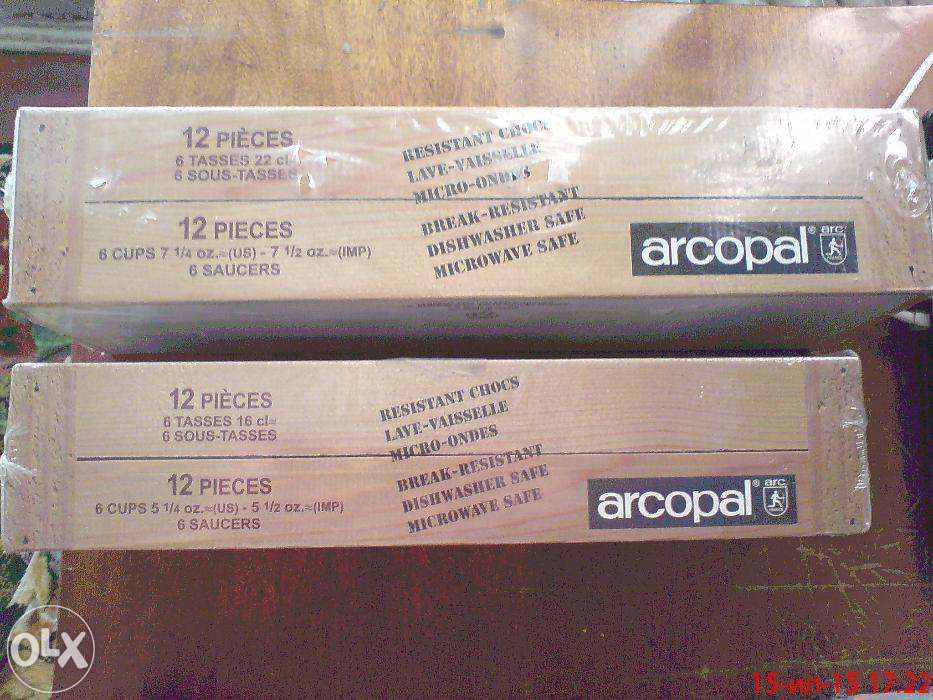 12 PIÈCES
6 TASSES 22 cl≈
6 SOUS-TASSES
RESISTANT CHOCS
LAVE-VAISSELLE
MICRO-ONDES
12 PIECES
6 CUPS 7 1/4 oz.≈(US) - 7 1/2 oz.≈(IMP)
6 SAUCERS
BREAK-RESISTANT
DISHWASHER SAFE
MICROWAVE SAFE
arcopal® arc
FRANCE
12 PIÈCES
6 TASSES 16 cl≈
6 SOUS-TASSES
RESISTANT CHOCS
LAVE-VAISSELLE
MICRO-ONDES
12 PIECES
6 CUPS 5 1/4 oz.≈(US) - 5 1/2 oz.≈(IMP)
6 SAUCERS
BREAK-RESISTANT
DISHWASHER SAFE
MICROWAVE SAFE
arcopal® arc
FRANCE
OLX
15-ип-15 17:22